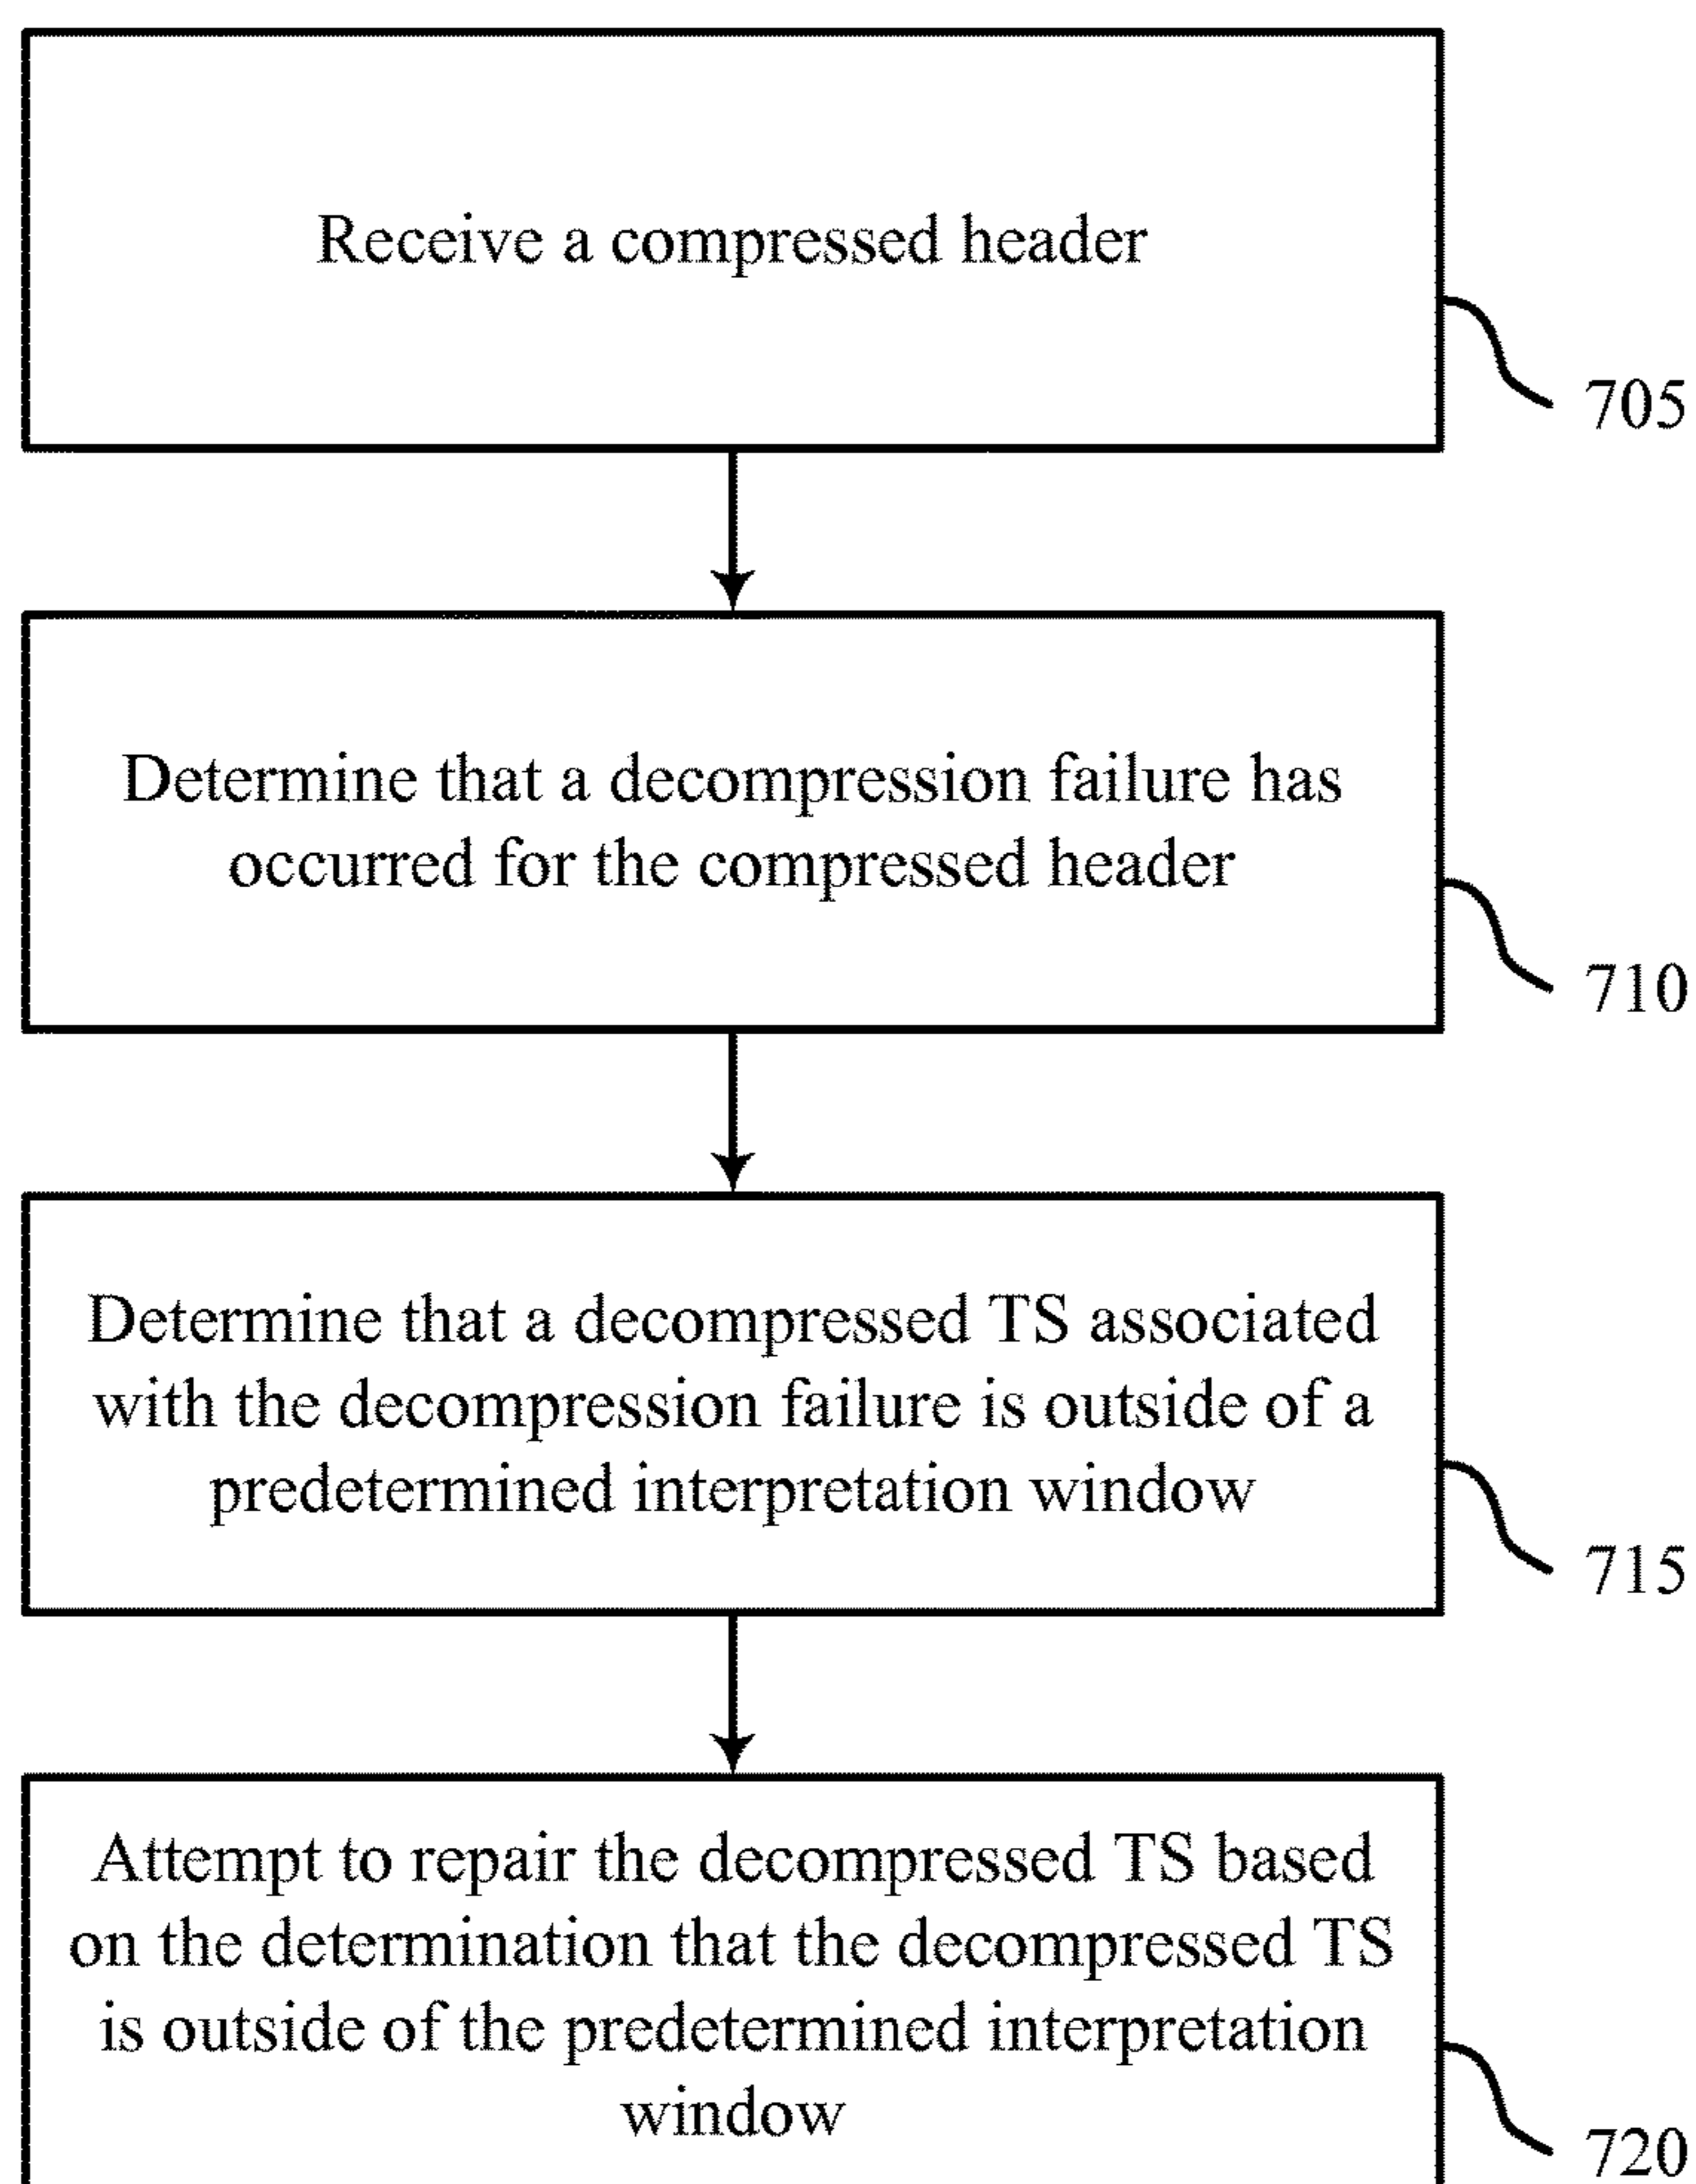 Receive a compressed header
705
Determine that a decompression failure has
occurred for the compressed header
710
Determine that a decompressed TS associated
with the decompression failure is outside of a
predetermined interpretation window
715
Attempt to repair the decompressed TS based
on the determination that the decompressed TS
is outside of the predetermined interpretation
window
720